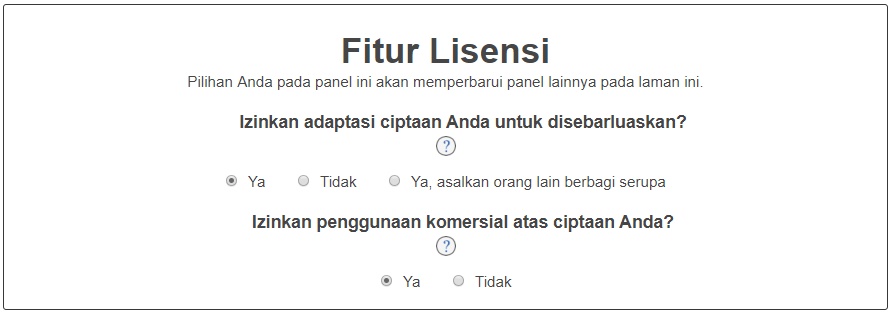 Fitur Lisensi
Pilihan Anda pada panel ini akan memperbarui panel lainnya pada laman ini.
Izinkan adaptasi ciptaan Anda untuk disebarluaskan?
?
Ya Tidak Ya, asalkan orang lain berbagi serupa
Izinkan penggunaan komersial atas ciptaan Anda?
?
Ya Tidak